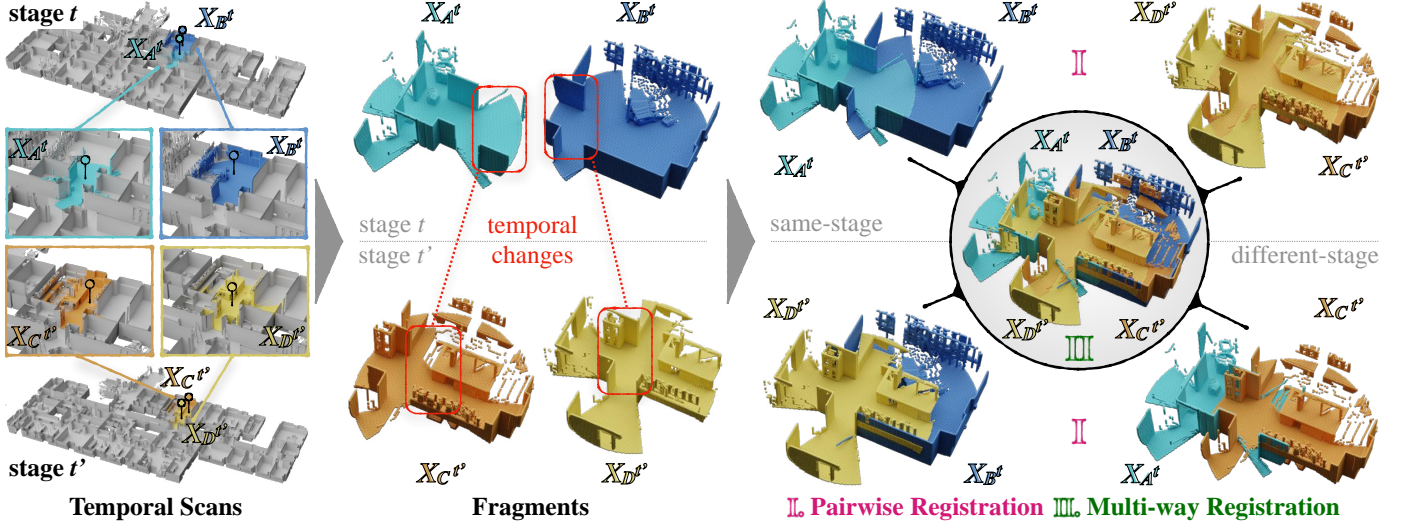 stage t
X_B^t
X_A^t
X_A^t
X_B^t
X_C^t'
X_D^t'
X_C^t'
X_D^t'
stage t'
Temporal Scans
X_A^t
X_B^t
stage t
stage t'
temporal
changes
X_C^t'
X_D^t'
Fragments
X_B^t
X_A^t
I
X_D^t'
X_C^t'
same-stage
different-stage
X_A^t
X_B^t
X_D^t'
X_C^t'
II
X_D^t'
X_B^t
I
X_C^t'
X_A^t
I. Pairwise Registration
II. Multi-way Registration